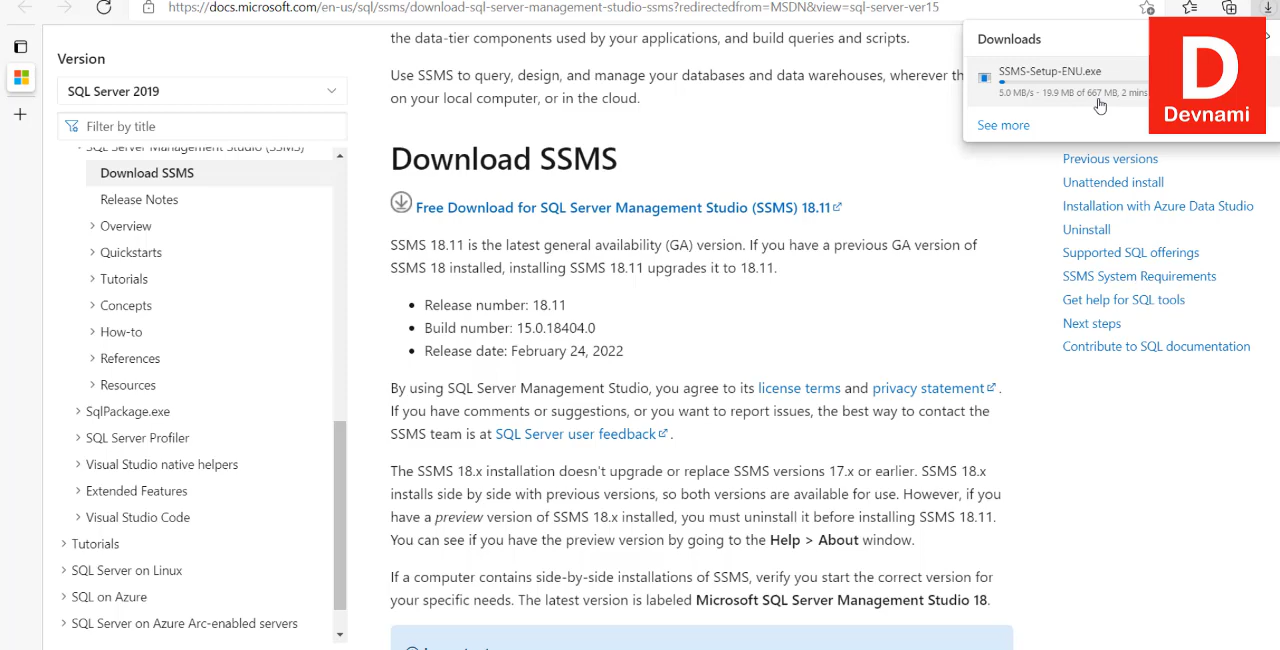 https://docs.microsoft.com/en-us/sql/ssms/download-sql-server-management-studio-ssms?redirectedfrom=MSDN&view=sql-server-ver15
Downloads
SSMS-Setup-ENU.exe
5.0 MB/s - 19.9 MB of 667 MB, 2 mins
See more
D
Devnami
Version
SQL Server 2019
Filter by title
SQL Server Management Studio (SSMS)
Download SSMS
Release Notes
Overview
Quickstarts
Tutorials
Concepts
How-to
References
Resources
SqlPackage.exe
SQL Server Profiler
Visual Studio native helpers
Extended Features
Visual Studio Code
Tutorials
SQL Server on Linux
SQL on Azure
SQL Server on Azure Arc-enabled servers
the data-tier components used by your applications, and build queries and scripts.
Use SSMS to query, design, and manage your databases and data warehouses, wherever
on your local computer, or in the cloud.
Download SSMS
Free Download for SQL Server Management Studio (SSMS) 18.11
SSMS 18.11 is the latest general availability (GA) version. If you have a previous GA version of
SSMS 18 installed, installing SSMS 18.11 upgrades it to 18.11.
• Release number: 18.11
• Build number: 15.0.18404.0
• Release date: February 24, 2022
By using SQL Server Management Studio, you agree to its license terms and privacy statement.
If you have comments or suggestions, or you want to report issues, the best way to contact the
SSMS team is at SQL Server user feedback.
The SSMS 18.x installation doesn't upgrade or replace SSMS versions 17.x or earlier. SSMS 18.x
installs side by side with previous versions, so both versions are available for use. However, if you
have a preview version of SSMS 18.x installed, you must uninstall it before installing SSMS 18.11.
You can see if you have the preview version by going to the Help > About window.
If a computer contains side-by-side installations of SSMS, verify you start the correct version for
your specific needs. The latest version is labeled Microsoft SQL Server Management Studio 18.
Previous versions
Unattended install
Installation with Azure Data Studio
Uninstall
Supported SQL offerings
SSMS System Requirements
Get help for SQL tools
Next steps
Contribute to SQL documentation